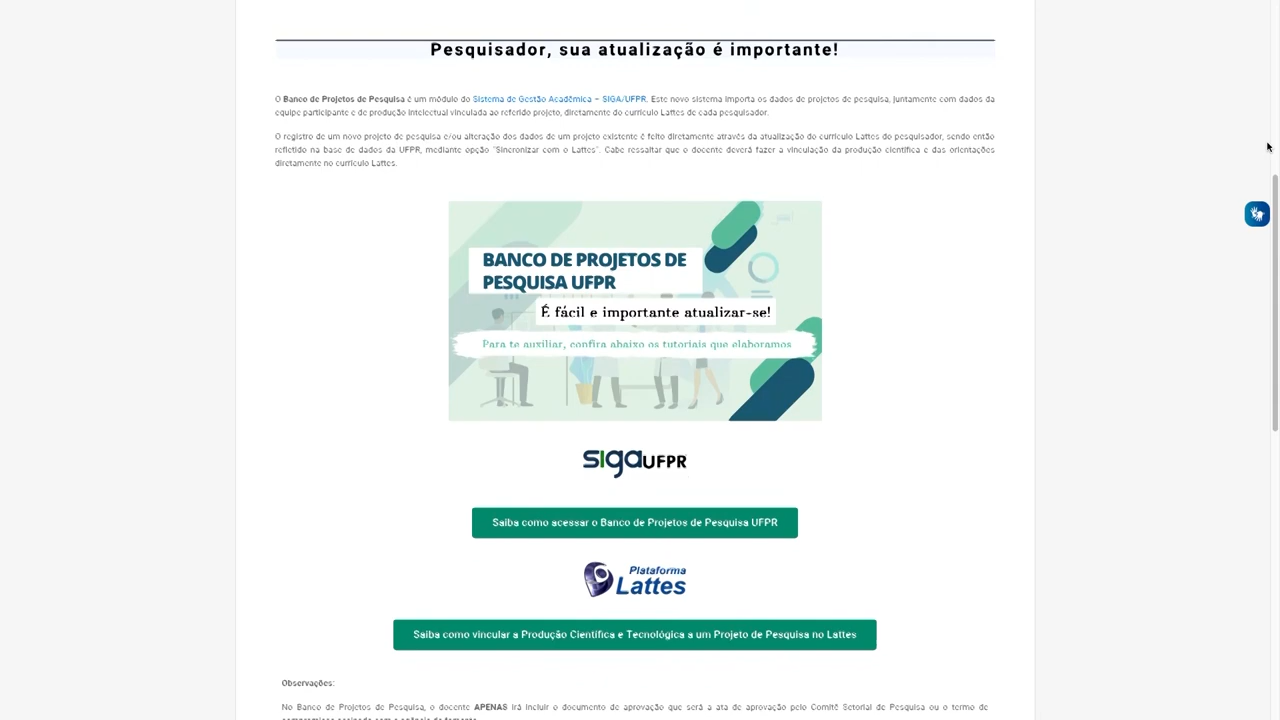 Pesquisador, sua atualização é importante!
O Banco de Projetos de Pesquisa é um módulo do Sistema de Gestão Acadêmica – SIGA/UFPR. Este novo sistema importa os dados de projetos de pesquisa, juntamente com dados da
equipe participante e de produção intelectual vinculada ao referido projeto, diretamente do currículo Lattes de cada pesquisador.
O registro de um novo projeto de pesquisa e/ou alteração dos dados de um projeto existente é feito diretamente através da atualização do currículo Lattes do pesquisador, sendo então
refletido na base de dados da UFPR, mediante opção "Sincronizar com o Lattes". Cabe ressaltar que o docente deverá fazer a vinculação da produção científica e das orientações
diretamente no currículo Lattes.
BANCO DE PROJETOS DE
PESQUISA UFPR
É fácil e importante atualizar-se!
Para te auxiliar, confira abaixo os tutoriais que elaboramos
siga UFPR
Saiba como acessar o Banco de Projetos de Pesquisa UFPR
Plataforma
Lattes
Saiba como vincular a Produção Científica e Tecnológica a um Projeto de Pesquisa no Lattes
Observações:
No Banco de Projetos de Pesquisa, o docente APENAS irá incluir o documento de aprovação que será a ata de aprovação pelo Comitê Setorial de Pesquisa ou o termo de